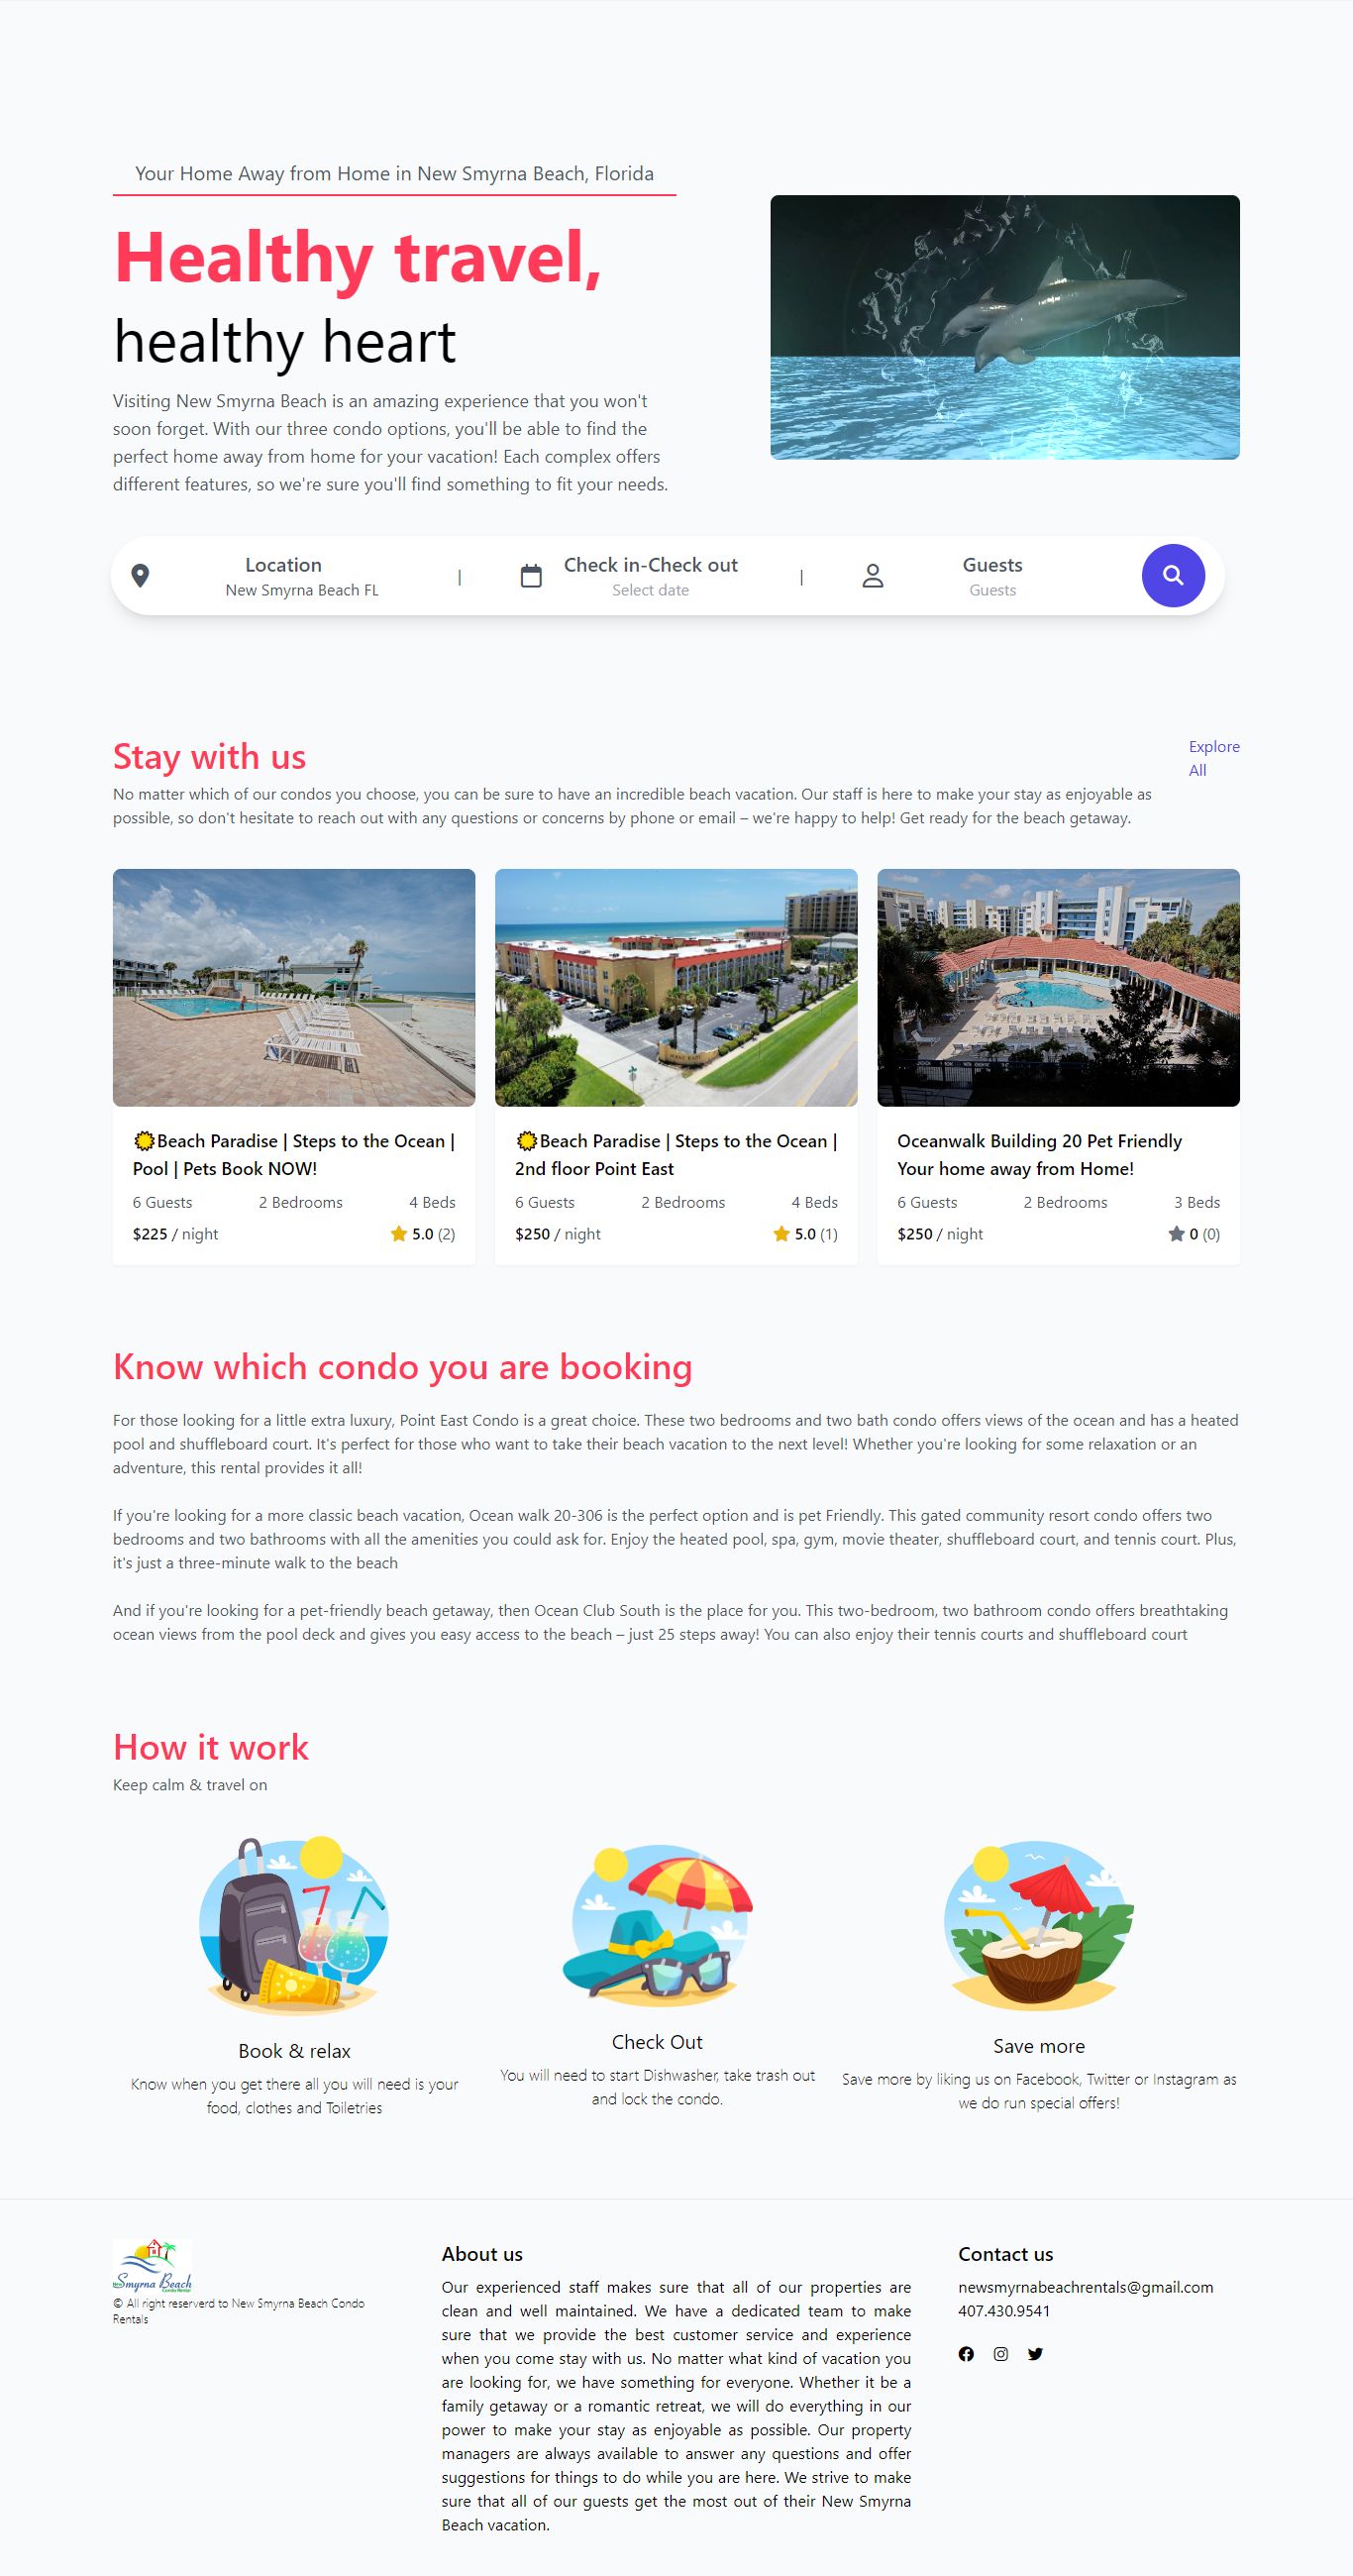 Your Home Away from Home in New Smyrna Beach, Florida
Healthy travel,
healthy heart
Visiting New Smyrna Beach is an amazing experience that you won't
soon forget. With our three condo options, you'll be able to find the
perfect home away from home for your vacation! Each complex offers
different features, so we're sure you'll find something to fit your needs.
Location
New Smyrna Beach FL
|
Check in-Check out
Select date
|
Guests
Guests
Stay with us
Explore
All
No matter which of our condos you choose, you can be sure to have an incredible beach vacation. Our staff is here to make your stay as enjoyable as
possible, so don't hesitate to reach out with any questions or concerns by phone or email – we're happy to help! Get ready for the beach getaway.
Beach Paradise | Steps to the Ocean |
Pool | Pets Book NOW!
6 Guests 2 Bedrooms 4 Beds
$225 / night 5.0 (2)
Beach Paradise | Steps to the Ocean |
2nd floor Point East
6 Guests 2 Bedrooms 4 Beds
$250 / night 5.0 (1)
Oceanwalk Building 20 Pet Friendly
Your home away from Home!
6 Guests 2 Bedrooms 3 Beds
$250 / night 0 (0)
Know which condo you are booking
For those looking for a little extra luxury, Point East Condo is a great choice. These two bedrooms and two bath condo offers views of the ocean and has a heated
pool and shuffleboard court. It's perfect for those who want to take their beach vacation to the next level! Whether you're looking for some relaxation or an
adventure, this rental provides it all!
If you're looking for a more classic beach vacation, Ocean walk 20-306 is the perfect option and is pet Friendly. This gated community resort condo offers two
bedrooms and two bathrooms with all the amenities you could ask for. Enjoy the heated pool, spa, gym, movie theater, shuffleboard court, and tennis court. Plus,
it's just a three-minute walk to the beach
And if you're looking for a pet-friendly beach getaway, then Ocean Club South is the place for you. This two-bedroom, two bathroom condo offers breathtaking
ocean views from the pool deck and gives you easy access to the beach – just 25 steps away! You can also enjoy their tennis courts and shuffleboard court
How it work
Keep calm & travel on
Book & relax
Know when you get there all you will need is your
food, clothes and Toiletries
Check Out
You will need to start Dishwasher, take trash out
and lock the condo.
Save more
Save more by liking us on Facebook, Twitter or Instagram as
we do run special offers!
Smyrna Beach
© All right reserverd to New Smyrna Beach Condo
Rentals
About us
Our experienced staff makes sure that all of our properties are
clean and well maintained. We have a dedicated team to make
sure that we provide the best customer service and experience
when you come stay with us. No matter what kind of vacation you
are looking for, we have something for everyone. Whether it be a
family getaway or a romantic retreat, we will do everything in our
power to make your stay as enjoyable as possible. Our property
managers are always available to answer any questions and offer
suggestions for things to do while you are here. We strive to make
sure that all of our guests get the most out of their New Smyrna
Beach vacation.
Contact us
newsmyrnabeachrentals@gmail.com
407.430.9541